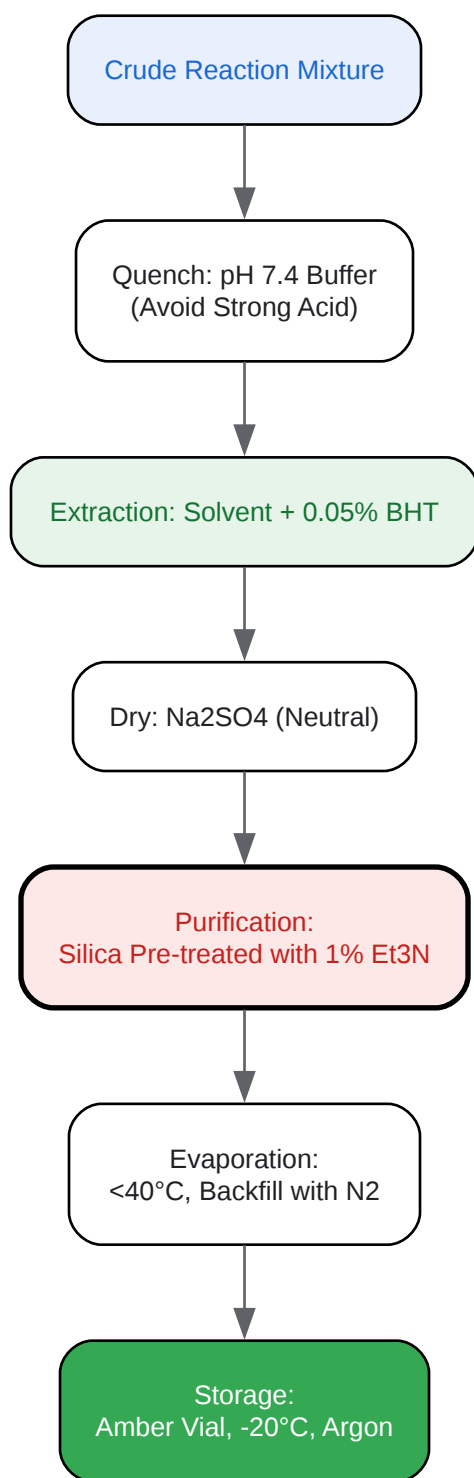 Crude Reaction Mixture
Quench: pH 7.4 Buffer
(Avoid Strong Acid)
Extraction: Solvent + 0.05% BHT
Dry: Na2SO4 (Neutral)
Purification:
Silica Pre-treated with 1% Et3N
Evaporation:
<40°C, Backfill with N2
Storage:
Amber Vial, -20°C, Argon